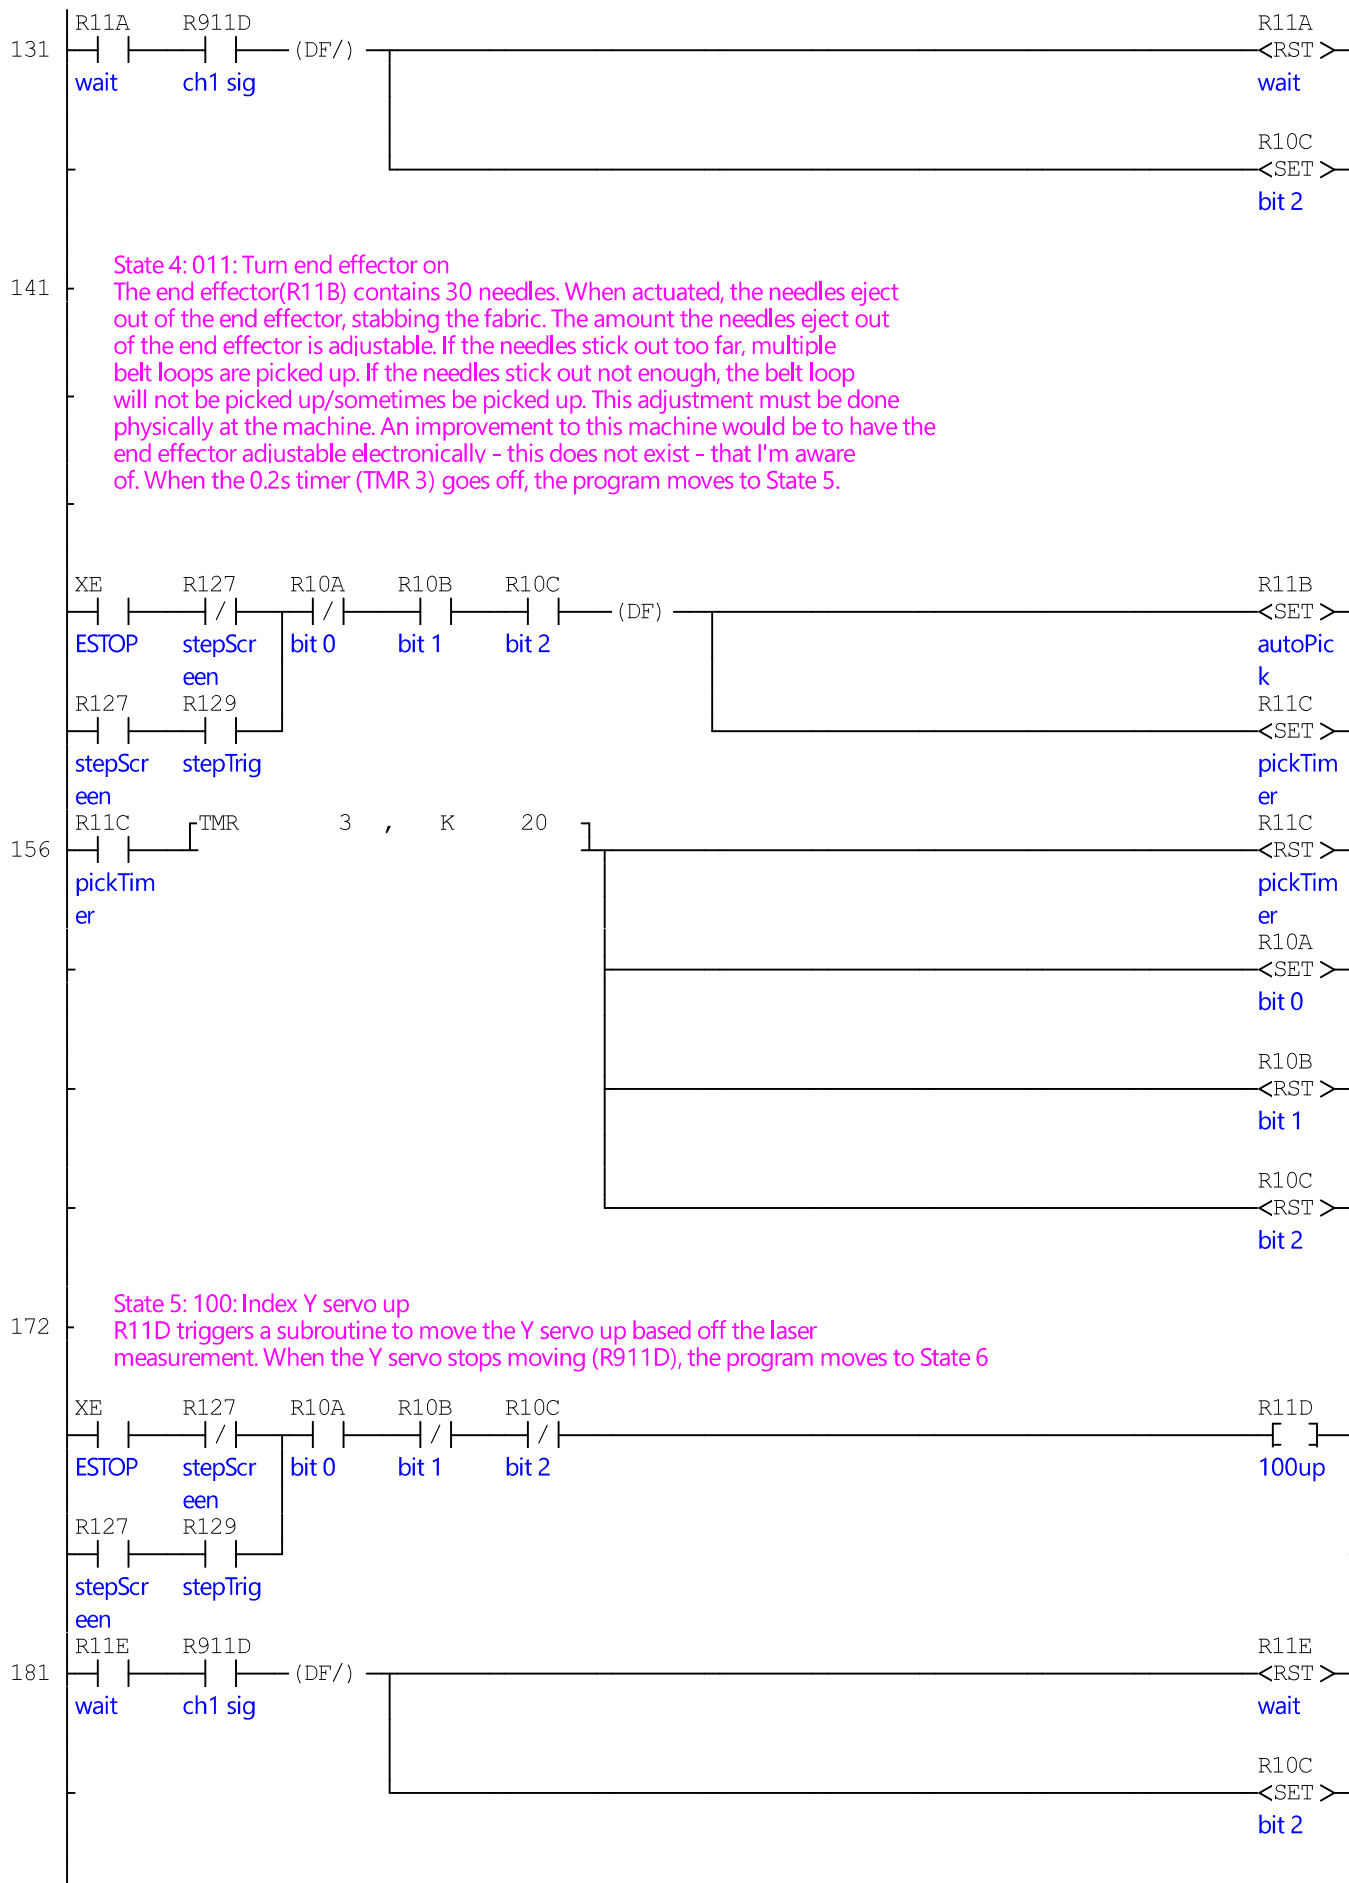 R11A R911D R11A
131 (DF/) <RST>
wait ch1 sig wait
R10C
<SET>
bit 2
State 4: 011: Turn end effector on
141 The end effector(R11B) contains 30 needles. When actuated, the needles eject
out of the end effector, stabbing the fabric. The amount the needles eject out
of the end effector is adjustable. If the needles stick out too far, multiple
belt loops are picked up. If the needles stick out not enough, the belt loop
will not be picked up/sometimes be picked up. This adjustment must be done
physically at the machine. An improvement to this machine would be to have the
end effector adjustable electronically - this does not exist - that I'm aware
of. When the 0.2s timer (TMR 3) goes off, the program moves to State 5.
XE R127 R10A R10B R10C R11B
/ / (DF) <SET>
ESTOP stepScr bit 0 bit 1 bit 2 autoPic
een k
R127 R129 R11C
<SET>
stepScr stepTrig pickTim
een er
R11C TMR 3 , K 20 R11C
156 <RST>
pickTim pickTim
er er
R10A
<SET>
bit 0
R10B
<RST>
bit 1
R10C
<RST>
bit 2
State 5: 100: Index Y servo up
172 R11D triggers a subroutine to move the Y servo up based off the laser
measurement. When the Y servo stops moving (R911D), the program moves to State 6
XE R127 R10A R10B R10C R11D
/ / / [ ]
ESTOP stepScr bit 0 bit 1 bit 2 100up
een
R127 R129
stepScr stepTrig
een
R11E R911D R11E
181 (DF/) <RST>
wait ch1 sig wait
R10C
<SET>
bit 2